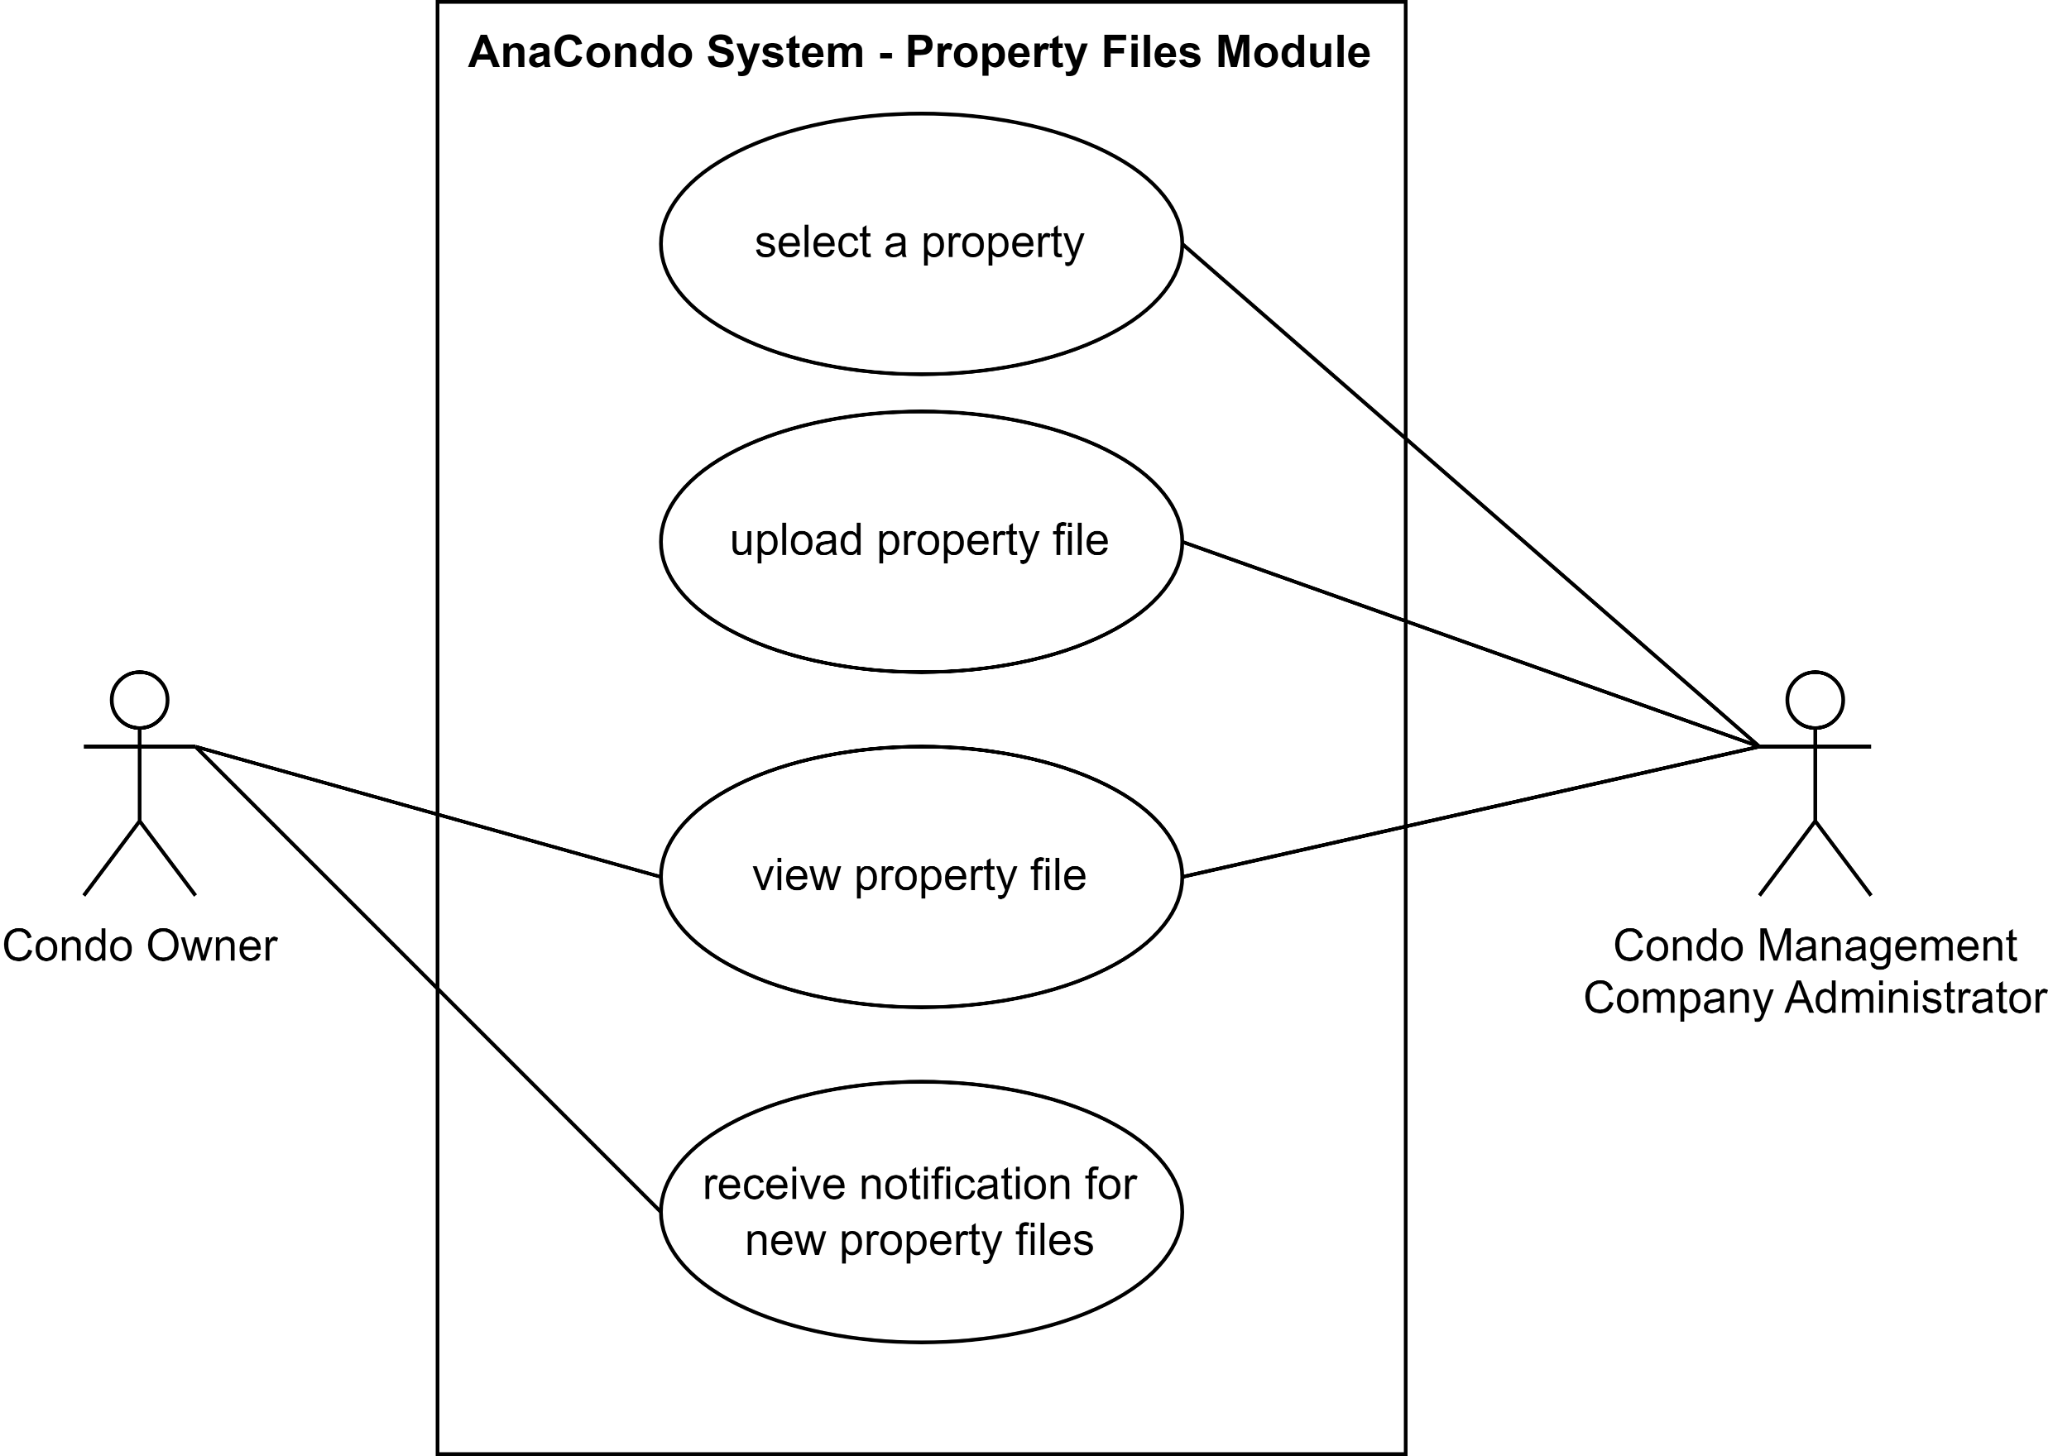 AnaCondo System - Property Files Module
select a property
upload property file
view property file
receive notification for
new property files
Condo Owner
Condo Management
Company Administrator